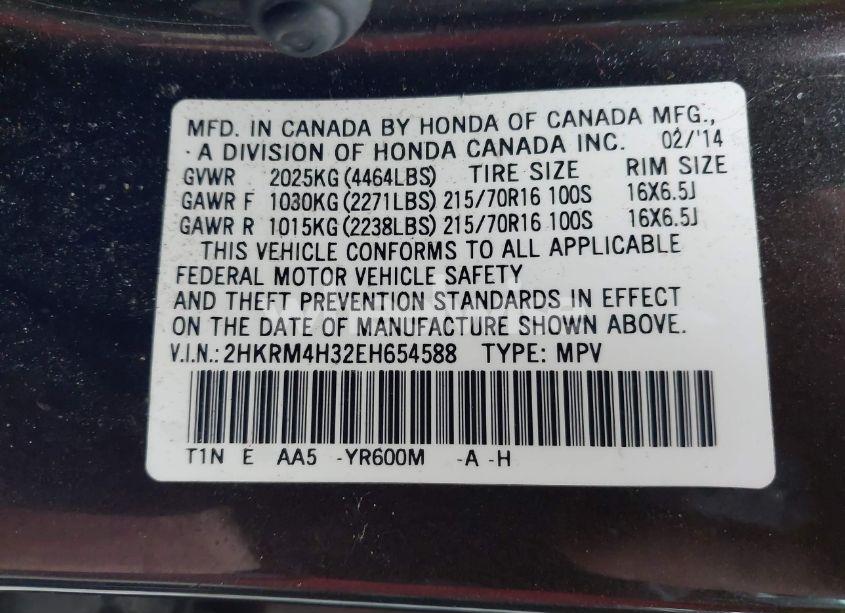 MFD. IN CANADA BY HONDA OF CANADA MFG.,
A DIVISION OF HONDA CANADA INC. 02/'14
GVWR 2025KG (4464LBS) TIRE SIZE RIM SIZE
GAWR F 1030KG (2271LBS) 215/70R16 100S 16X6.5J
GAWR R 1015KG (2238LBS) 215/70R16 100S 16X6.5J
THIS VEHICLE CONFORMS TO ALL APPLICABLE
FEDERAL MOTOR VEHICLE SAFETY
AND THEFT PREVENTION STANDARDS IN EFFECT
ON THE DATE OF MANUFACTURE SHOWN ABOVE.
V.I.N.: 2HKRM4H32EH654588 TYPE: MPV
T1N E AA5 -YR600M -A -H